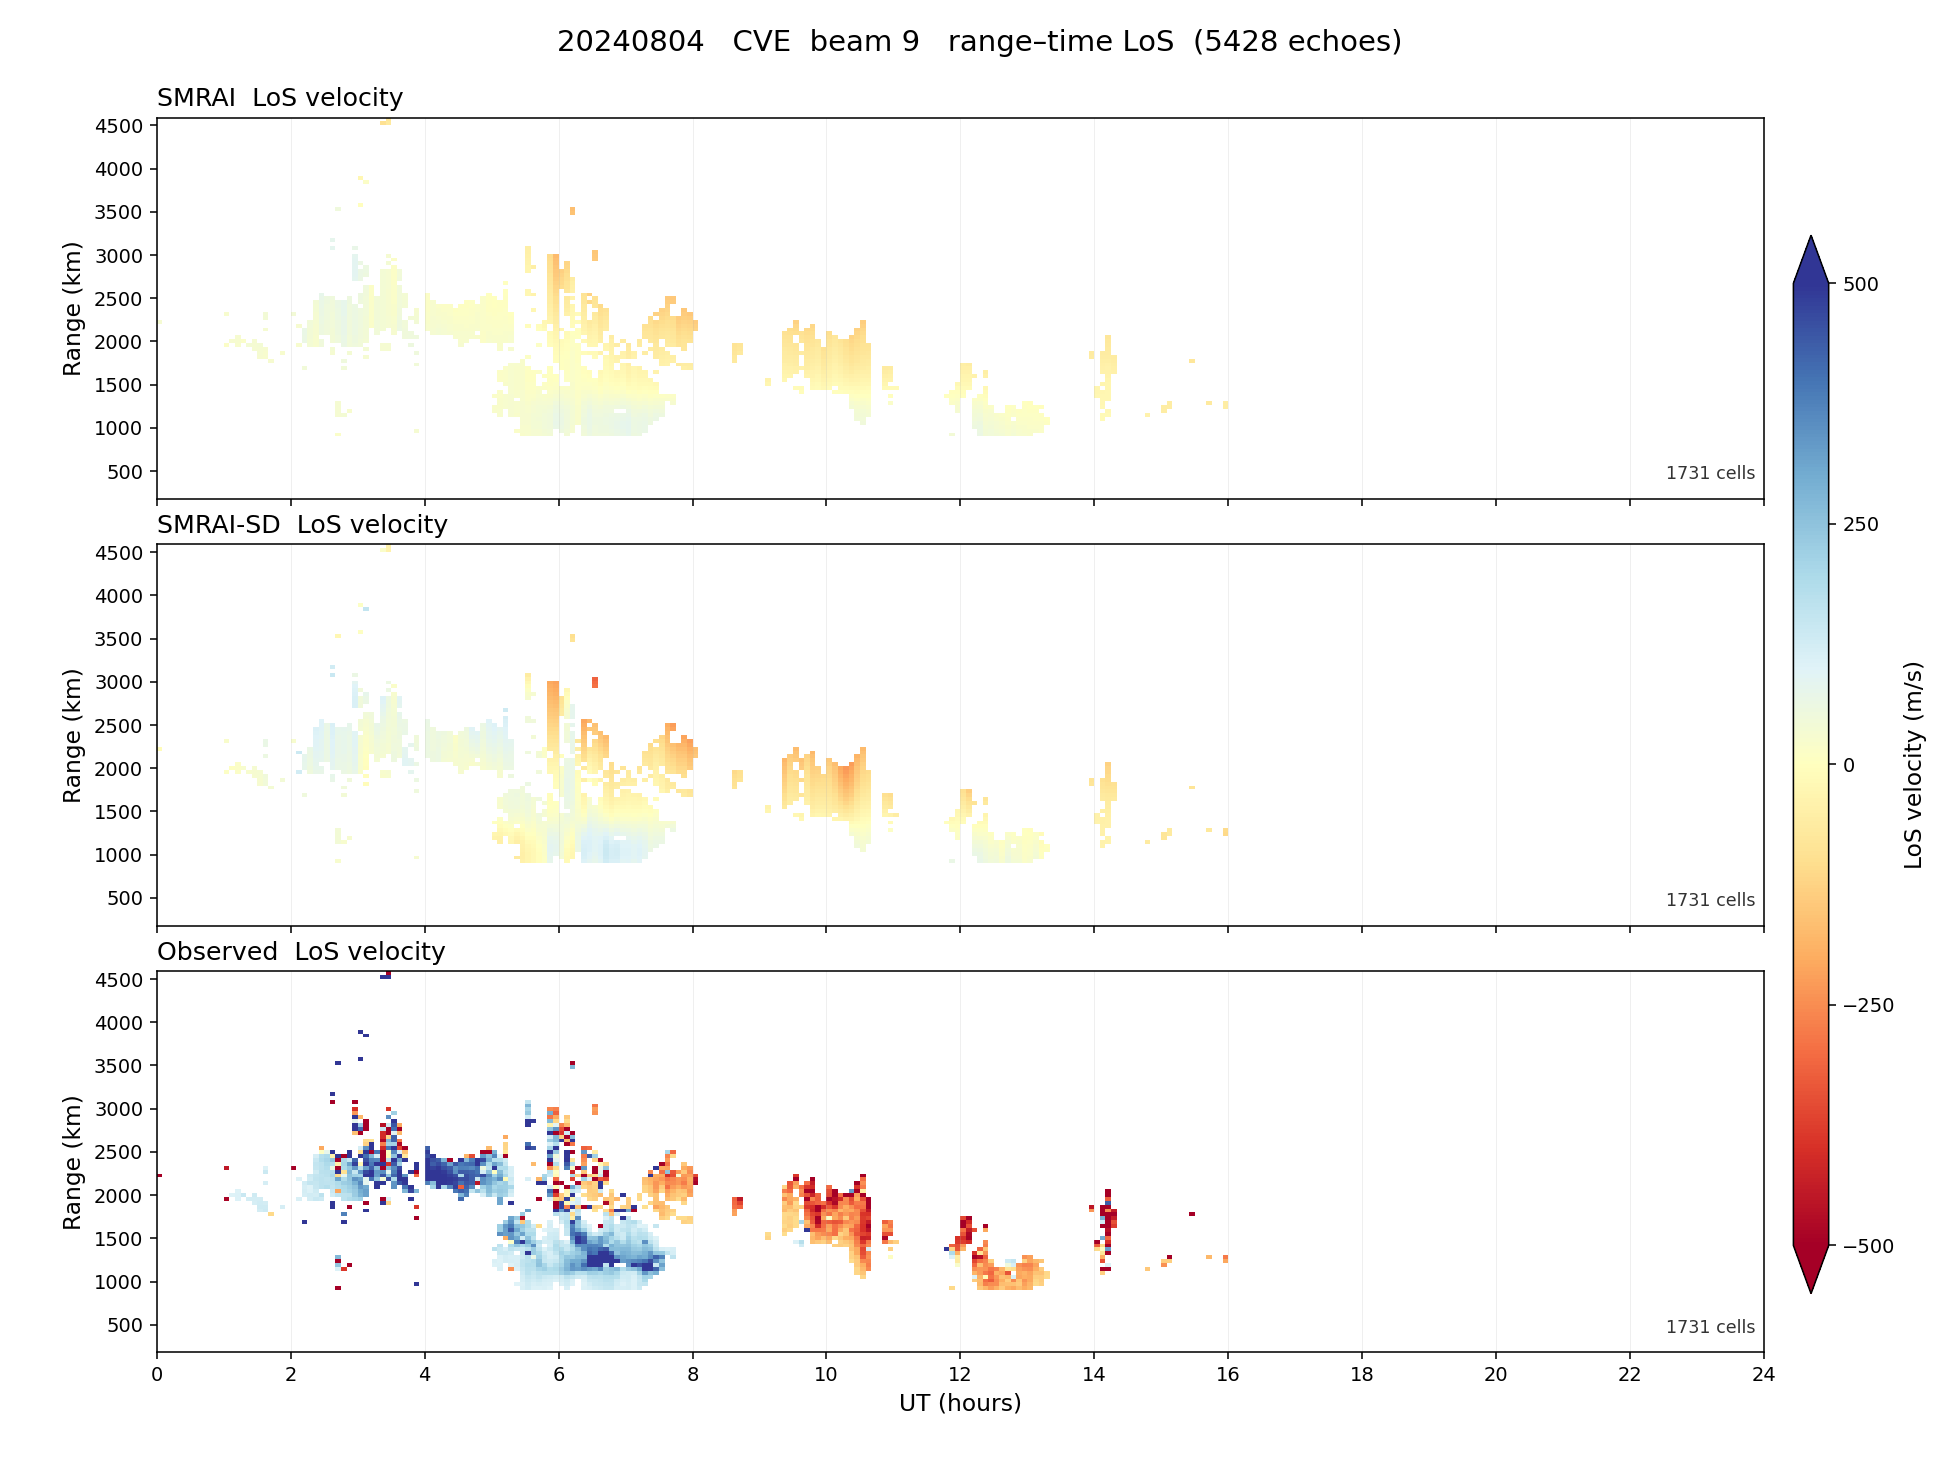 20240804   CVE  beam 9   range–time LoS  (5428 echoes)
SMRAI  LoS velocity
4500
4000
3500
3000
2500
2000
1500
1000
500
Range (km)
1731 cells
SMRAI-SD  LoS velocity
4500
4000
3500
3000
2500
2000
1500
1000
500
Range (km)
1731 cells
Observed  LoS velocity
4500
4000
3500
3000
2500
2000
1500
1000
500
Range (km)
1731 cells
0 2 4 6 8 10 12 14 16 18 20 22 24
UT (hours)
500
250
0
−250
−500
LoS velocity (m/s)